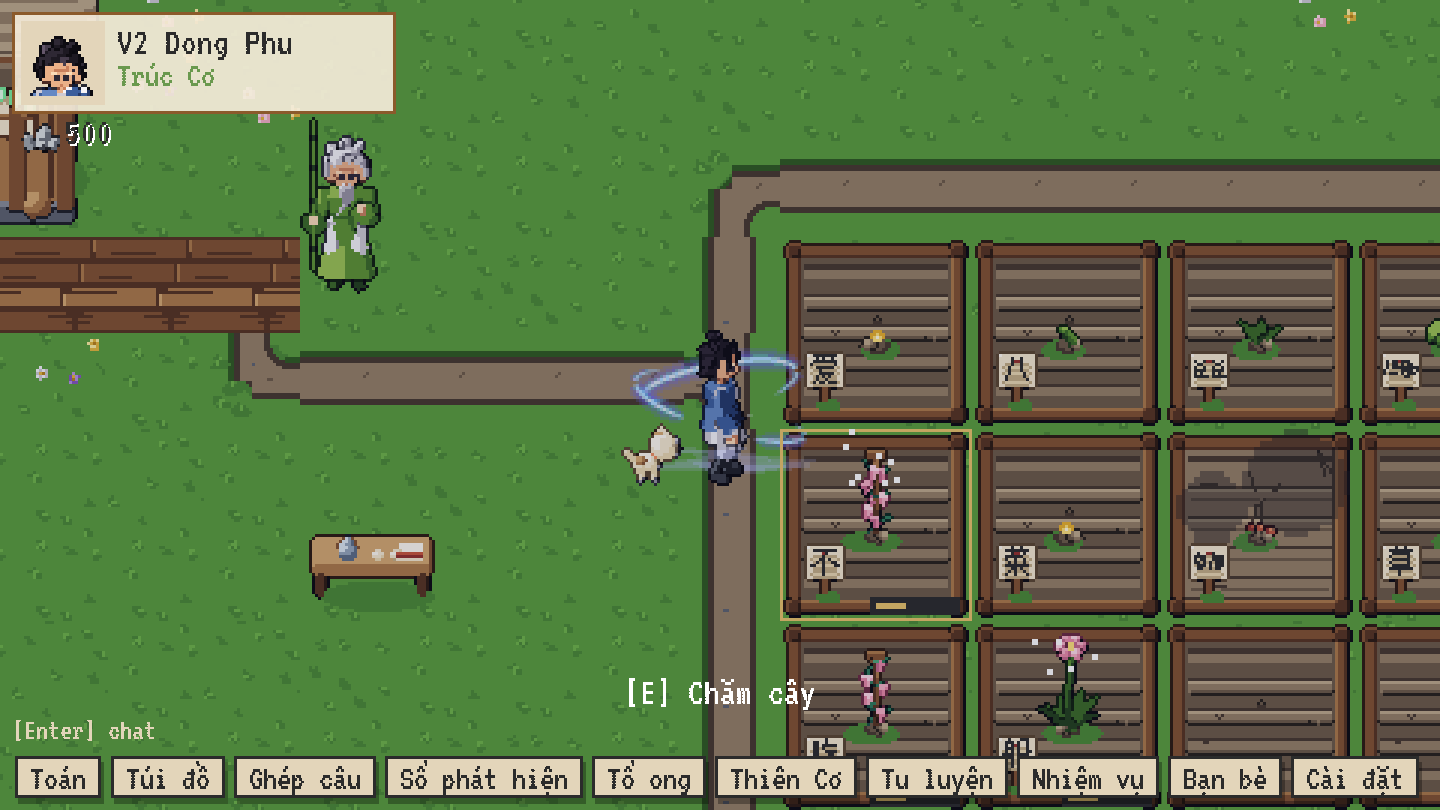 V2 Dong Phu
Trúc Cơ
500
[E] Chăm cây
[Enter] chat
Toán
Túi đồ
Ghép câu
Sổ phát hiện
Tổ ong
Thiên Cơ
Tu luyện
Nhiệm vụ
Bạn bè
Cài đặt